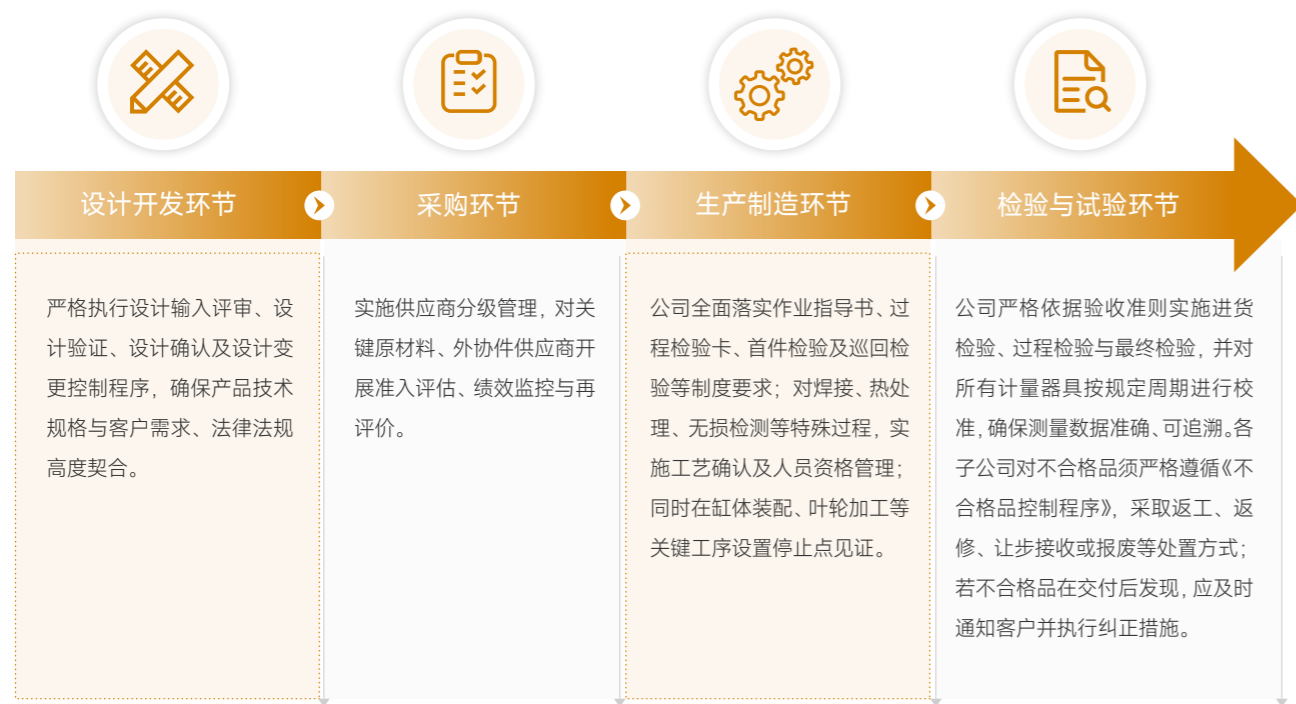 设计开发环节
采购环节
生产制造环节
检验与试验环节
严格执行设计输入评审、设
计验证、设计确认及设计变
更控制程序，确保产品技术
规格与客户需求、法律法规
高度契合。
实施供应商分级管理，对关
键原材料、外协件供应商开
展准入评估、绩效监控与再
评价。
公司全面落实作业指导书、过
程检验卡、首件检验及巡回检
验等制度要求；对焊接、热处
理、无损检测等特殊过程，实
施工艺确认及人员资格管理；
同时在缸体装配、叶轮加工等
关键工序设置停止点见证。
公司严格依据验收准则实施进货
检验、过程检验与最终检验，并对
所有计量器具按规定周期进行校
准，确保测量数据准确、可追溯。各
子公司对不合格品须严格遵循《不
合格品控制程序》，采取返工、返
修、让步接收或报废等处置方式；
若不合格品在交付后发现，应及时
通知客户并执行纠正措施。